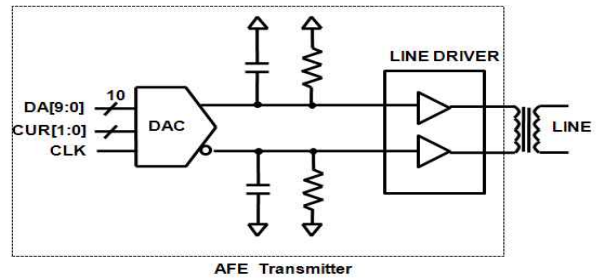 10
LINE DRIVER
DA[9:0]
CUR[1:0]
CLK
DAC
LINE
AFE Transmitter